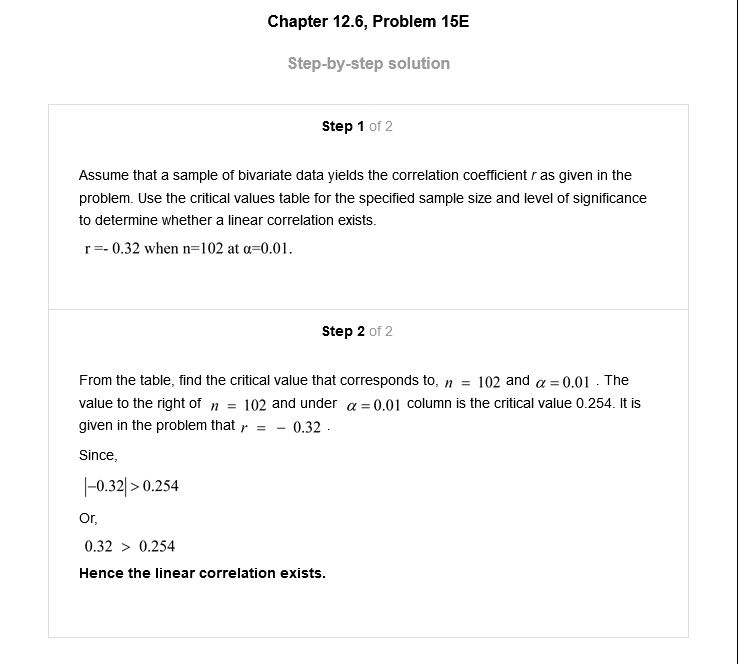 Chapter 12.6, Problem 15E
Step-by-step solution
Step 1 of 2
Assume that a sample of bivariate data yields the correlation coefficient r as given in the
problem. Use the critical values table for the specified sample size and level of significance
to determine whether a linear correlation exists.
r =- 0.32 when n=102 at α=0.01.
Step 2 of 2
From the table, find the critical value that corresponds to, n = 102 and α = 0.01 . The
value to the right of n = 102 and under α = 0.01 column is the critical value 0.254. It is
given in the problem that r = − 0.32 .
Since,
|−0.32| > 0.254
Or,
0.32 > 0.254
Hence the linear correlation exists.